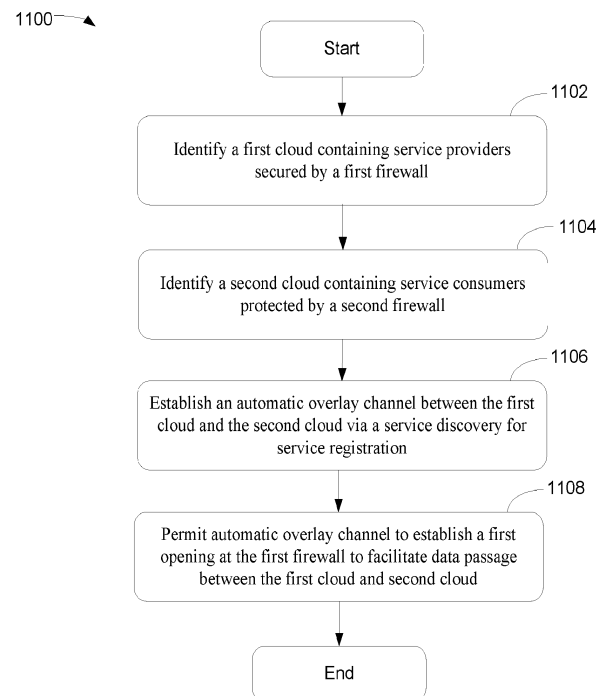 1100
Start
1102
Identify a first cloud containing service providers
secured by a first firewall
1104
Identify a second cloud containing service consumers
protected by a second firewall
1106
Establish an automatic overlay channel between the first
cloud and the second cloud via a service discovery for
service registration
1108
Permit automatic overlay channel to establish a first
opening at the first firewall to facilitate data passage
between the first cloud and second cloud
End